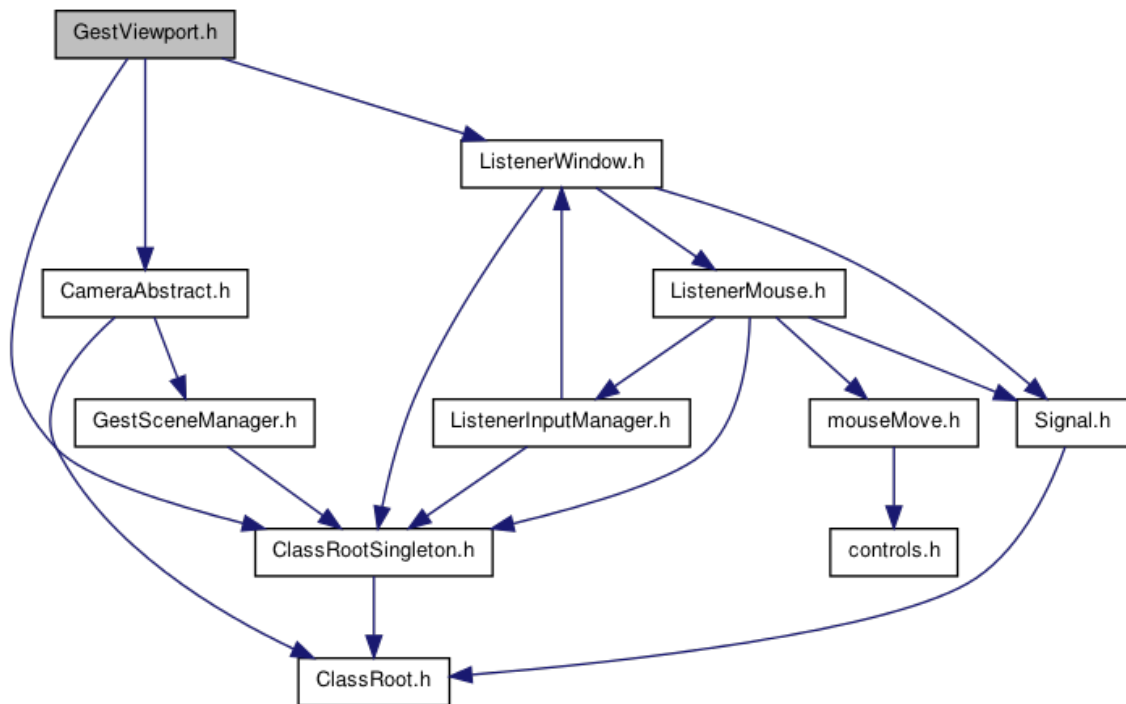 GestViewport.h
ListenerWindow.h
CameraAbstract.h
ListenerMouse.h
GestSceneManager.h
ListenerInputManager.h
mouseMove.h
Signal.h
ClassRootSingleton.h
controls.h
ClassRoot.h